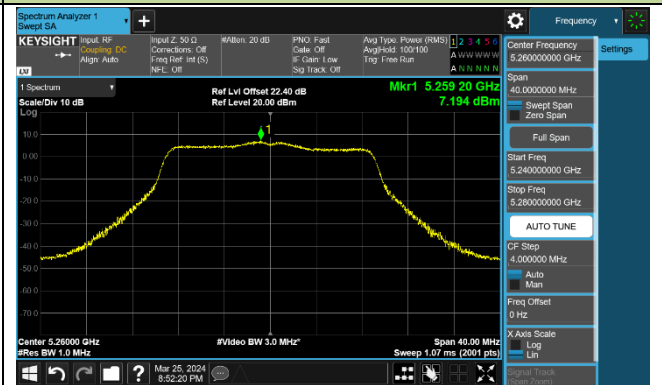 Spectrum Analyzer 1
Swept SA
+
Frequency
KEYSIGHT
Input: RF
Coupling: DC
Align: Auto
Input Z: 50 Ω
Corrections: Off
Freq Ref: Int (S)
NFE: Off
#Atten: 20 dB
PNO: Fast
Gate: Off
IF Gain: Low
Sig Track: Off
Avg Type: Power (RMS)
Avg|Hold: 100/100
Trig: Free Run
1 2 3 4 5 6
A W W W W W
A N N N N N
LXI
1 Spectrum
Scale/Div 10 dB
Log
Ref Lvl Offset 22.40 dB
Ref Level 20.00 dBm
Mkr1 5.259 20 GHz
7.194 dBm
1
10.0
0.00
-10.0
-20.0
-30.0
-40.0
-50.0
-60.0
-70.0
Center 5.26000 GHz
#Res BW 1.0 MHz
#Video BW 3.0 MHz*
Span 40.00 MHz
Sweep 1.07 ms (2001 pts)
Center Frequency
5.260000000 GHz
Settings
Span
40.0000000 MHz
Swept Span
Zero Span
Full Span
Start Freq
5.240000000 GHz
Stop Freq
5.280000000 GHz
AUTO TUNE
CF Step
4.000000 MHz
Auto
Man
Freq Offset
0 Hz
X Axis Scale
Log
Lin
Signal Track
(Span Zoom)
?
Mar 25, 2024
8:52:20 PM